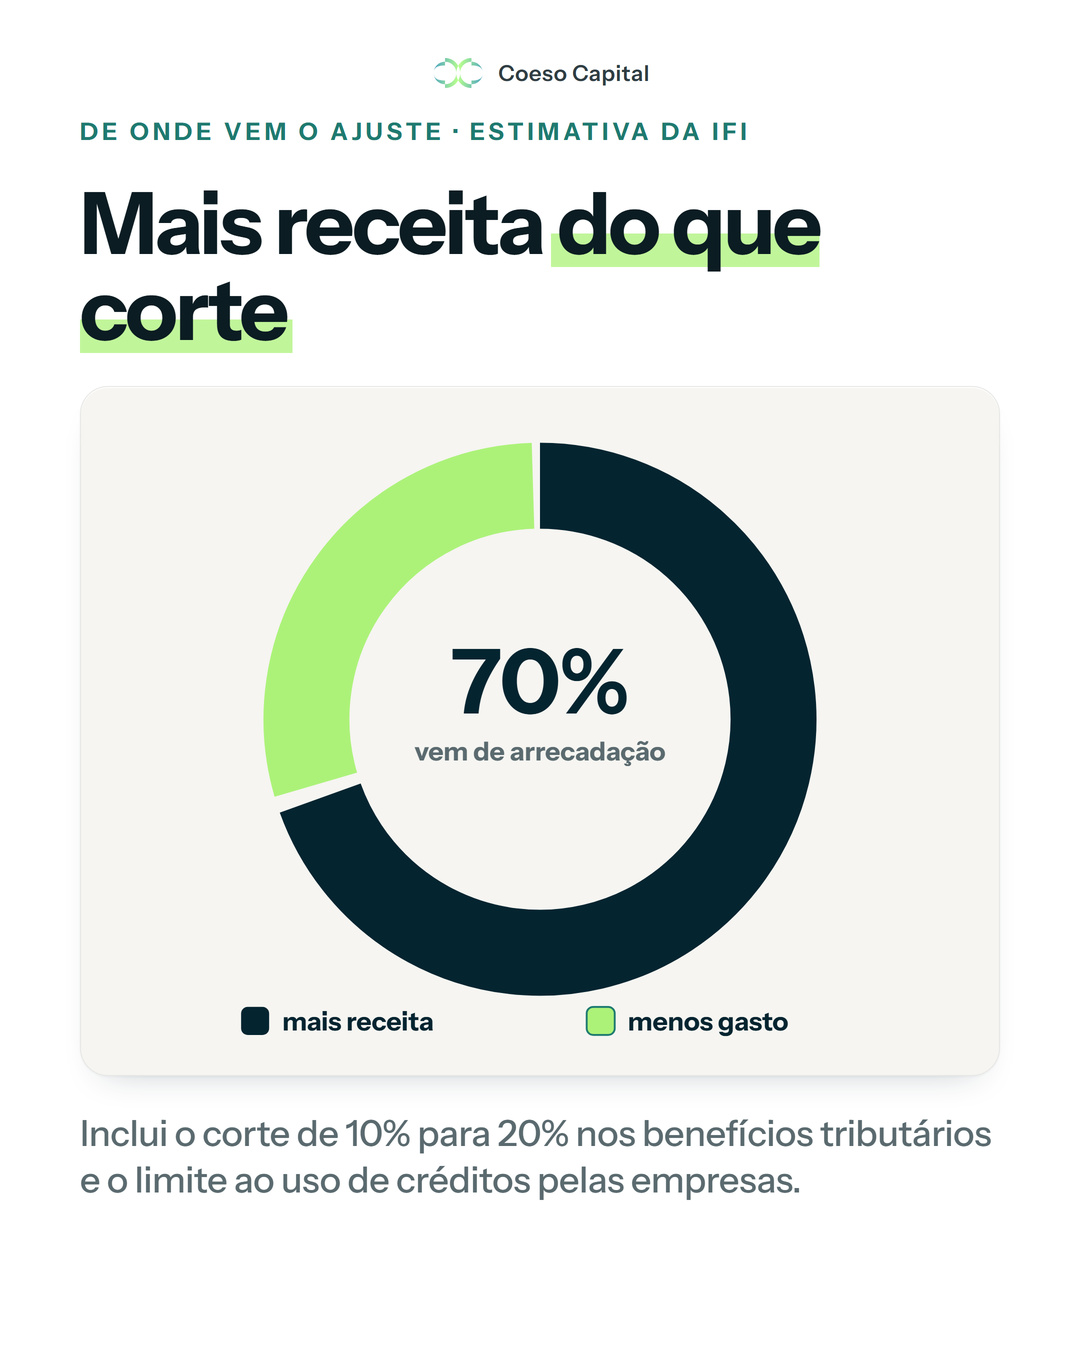 Coeso Capital
DE ONDE VEM O AJUSTE · ESTIMATIVA DA IFI
Mais receita do que
corte
70%
vem de arrecadação
mais receita
menos gasto
Inclui o corte de 10% para 20% nos benefícios tributários
e o limite ao uso de créditos pelas empresas.